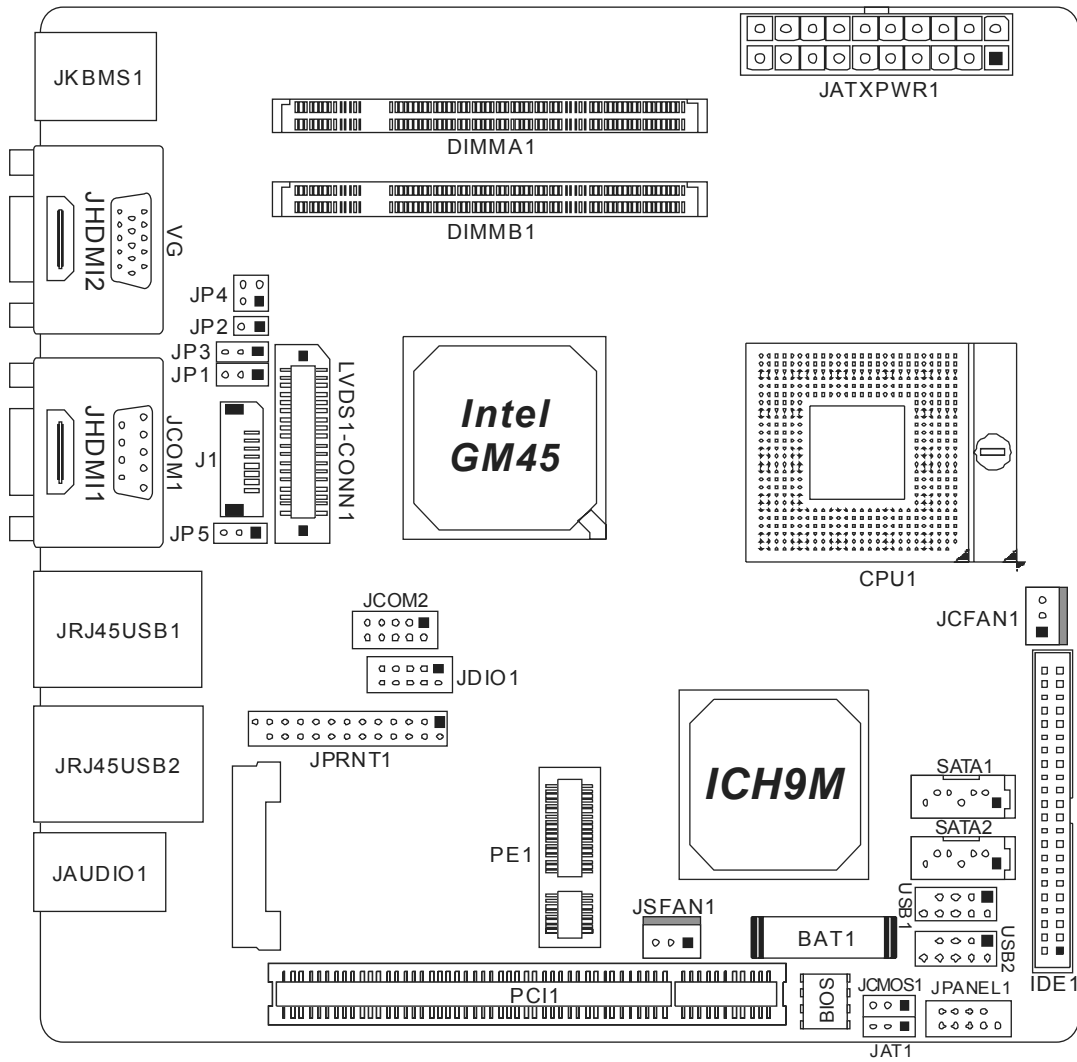 JKBMS1
JATXPWR1
DIMMA1
DIMMB1
JHDMI2
VG
JP4
JP2
JP3
JP1
LVDS1-CONN1
Intel
GM45
JHDMI1
JCOM1
J1
JP5
CPU1
JCFAN1
JRJ45USB1
JCOM2
JDIO1
JPRNT1
JRJ45USB2
ICH9M
SATA1
SATA2
PE1
JAUDIO1
JSFAN1
BAT1
USB1
USB2
IDE1
PCI1
BIOS
JCMOS1
JPANEL1
JAT1